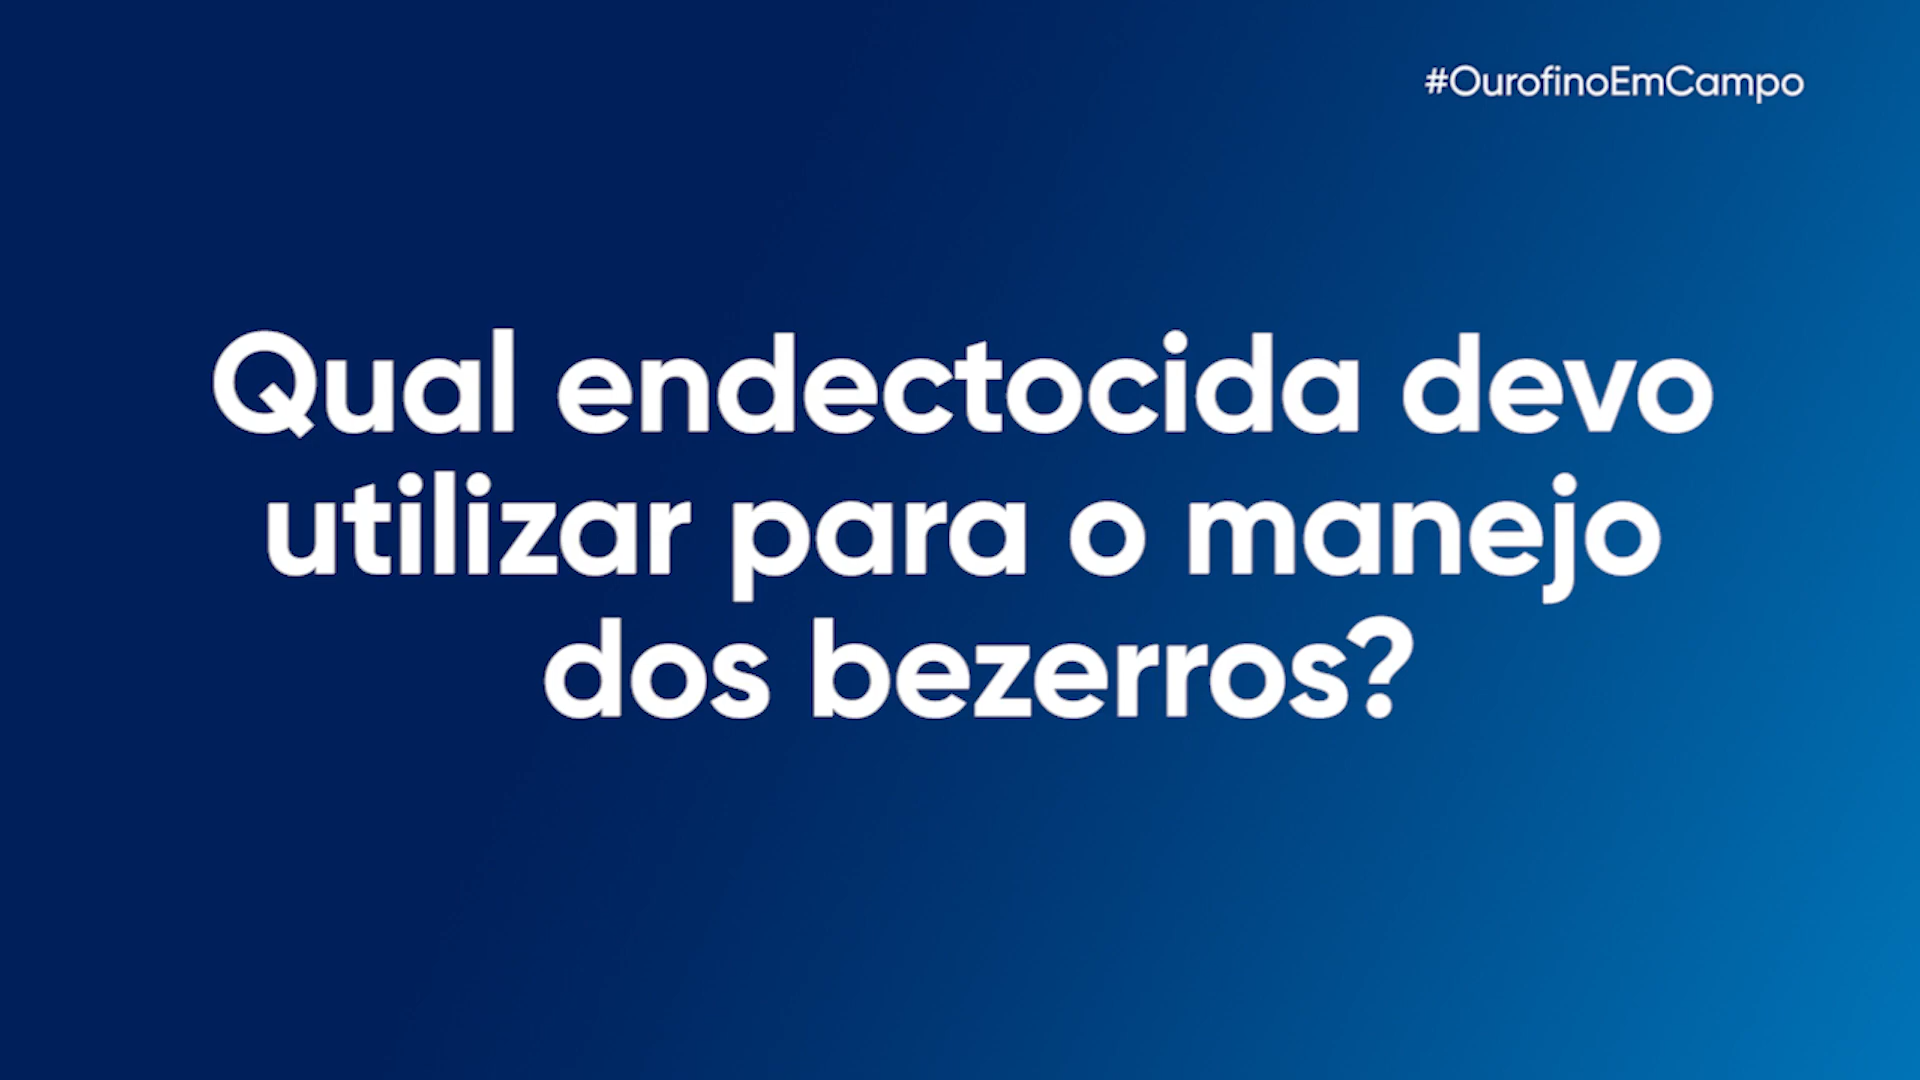 #OurofinoEmCampo
Qual endectocida devo
utilizar para o manejo
dos bezerros?